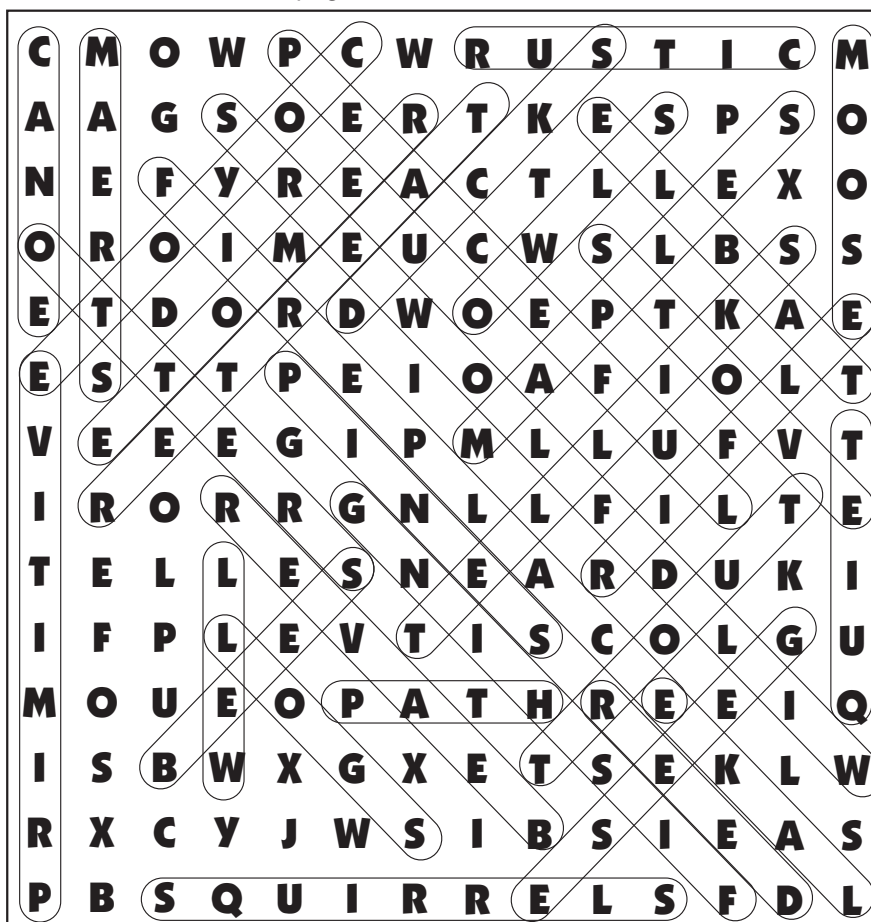 C M O W P C W R U S T I C M
A A G S O E R T K E S P S O
N E F Y R E A C T L L E X O
O R O I M E U C W S L B S S
E T D O R D W O E P T K A E
E S T T P E I O A F I O L T
V E E E G I P M L L U F V T
I R O R R G N L L F I L T E
T E L L E S N E A R D U K I
I F P L E V T I S C O L G U
M O U E O P A T H R E E I Q
I S B W X G X E T S E K L W
R X C Y J W S I B S I E A S
P B S Q U I R R E L S F D L